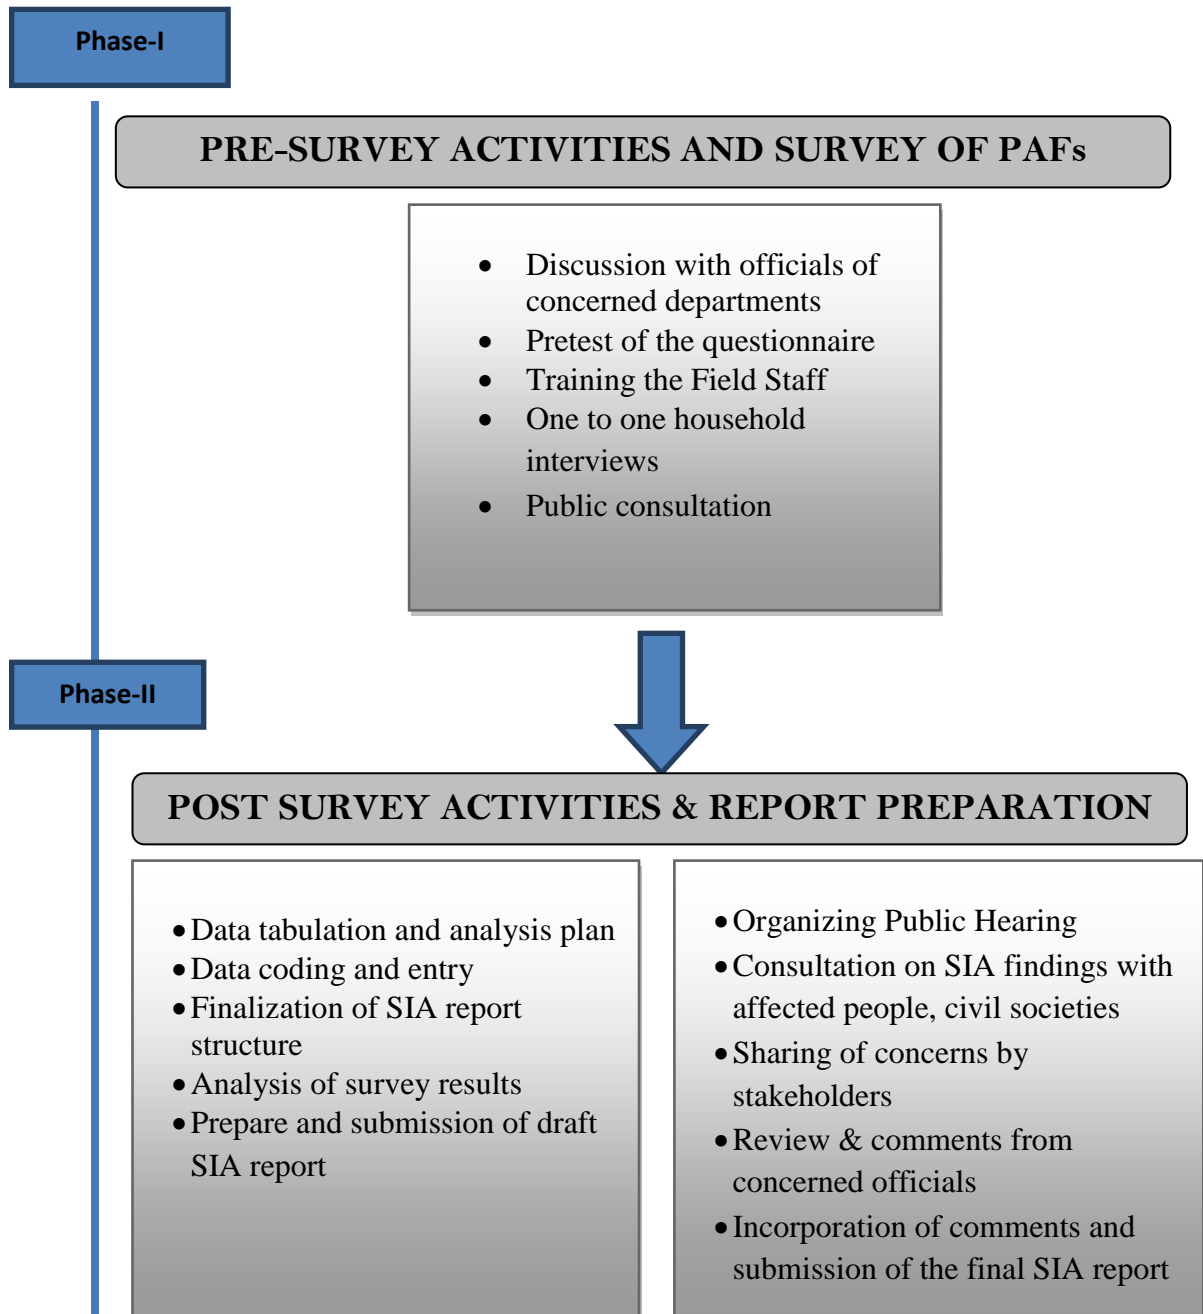 Phase-I
PRE-SURVEY ACTIVITIES AND SURVEY OF PAFs
• Discussion with officials of
concerned departments
• Pretest of the questionnaire
• Training the Field Staff
• One to one household
interviews
• Public consultation
Phase-II
POST SURVEY ACTIVITIES & REPORT PREPARATION
• Data tabulation and analysis plan
• Data coding and entry
• Finalization of SIA report
structure
• Analysis of survey results
• Prepare and submission of draft
SIA report
• Organizing Public Hearing
• Consultation on SIA findings with
affected people, civil societies
• Sharing of concerns by
stakeholders
• Review & comments from
concerned officials
• Incorporation of comments and
submission of the final SIA report